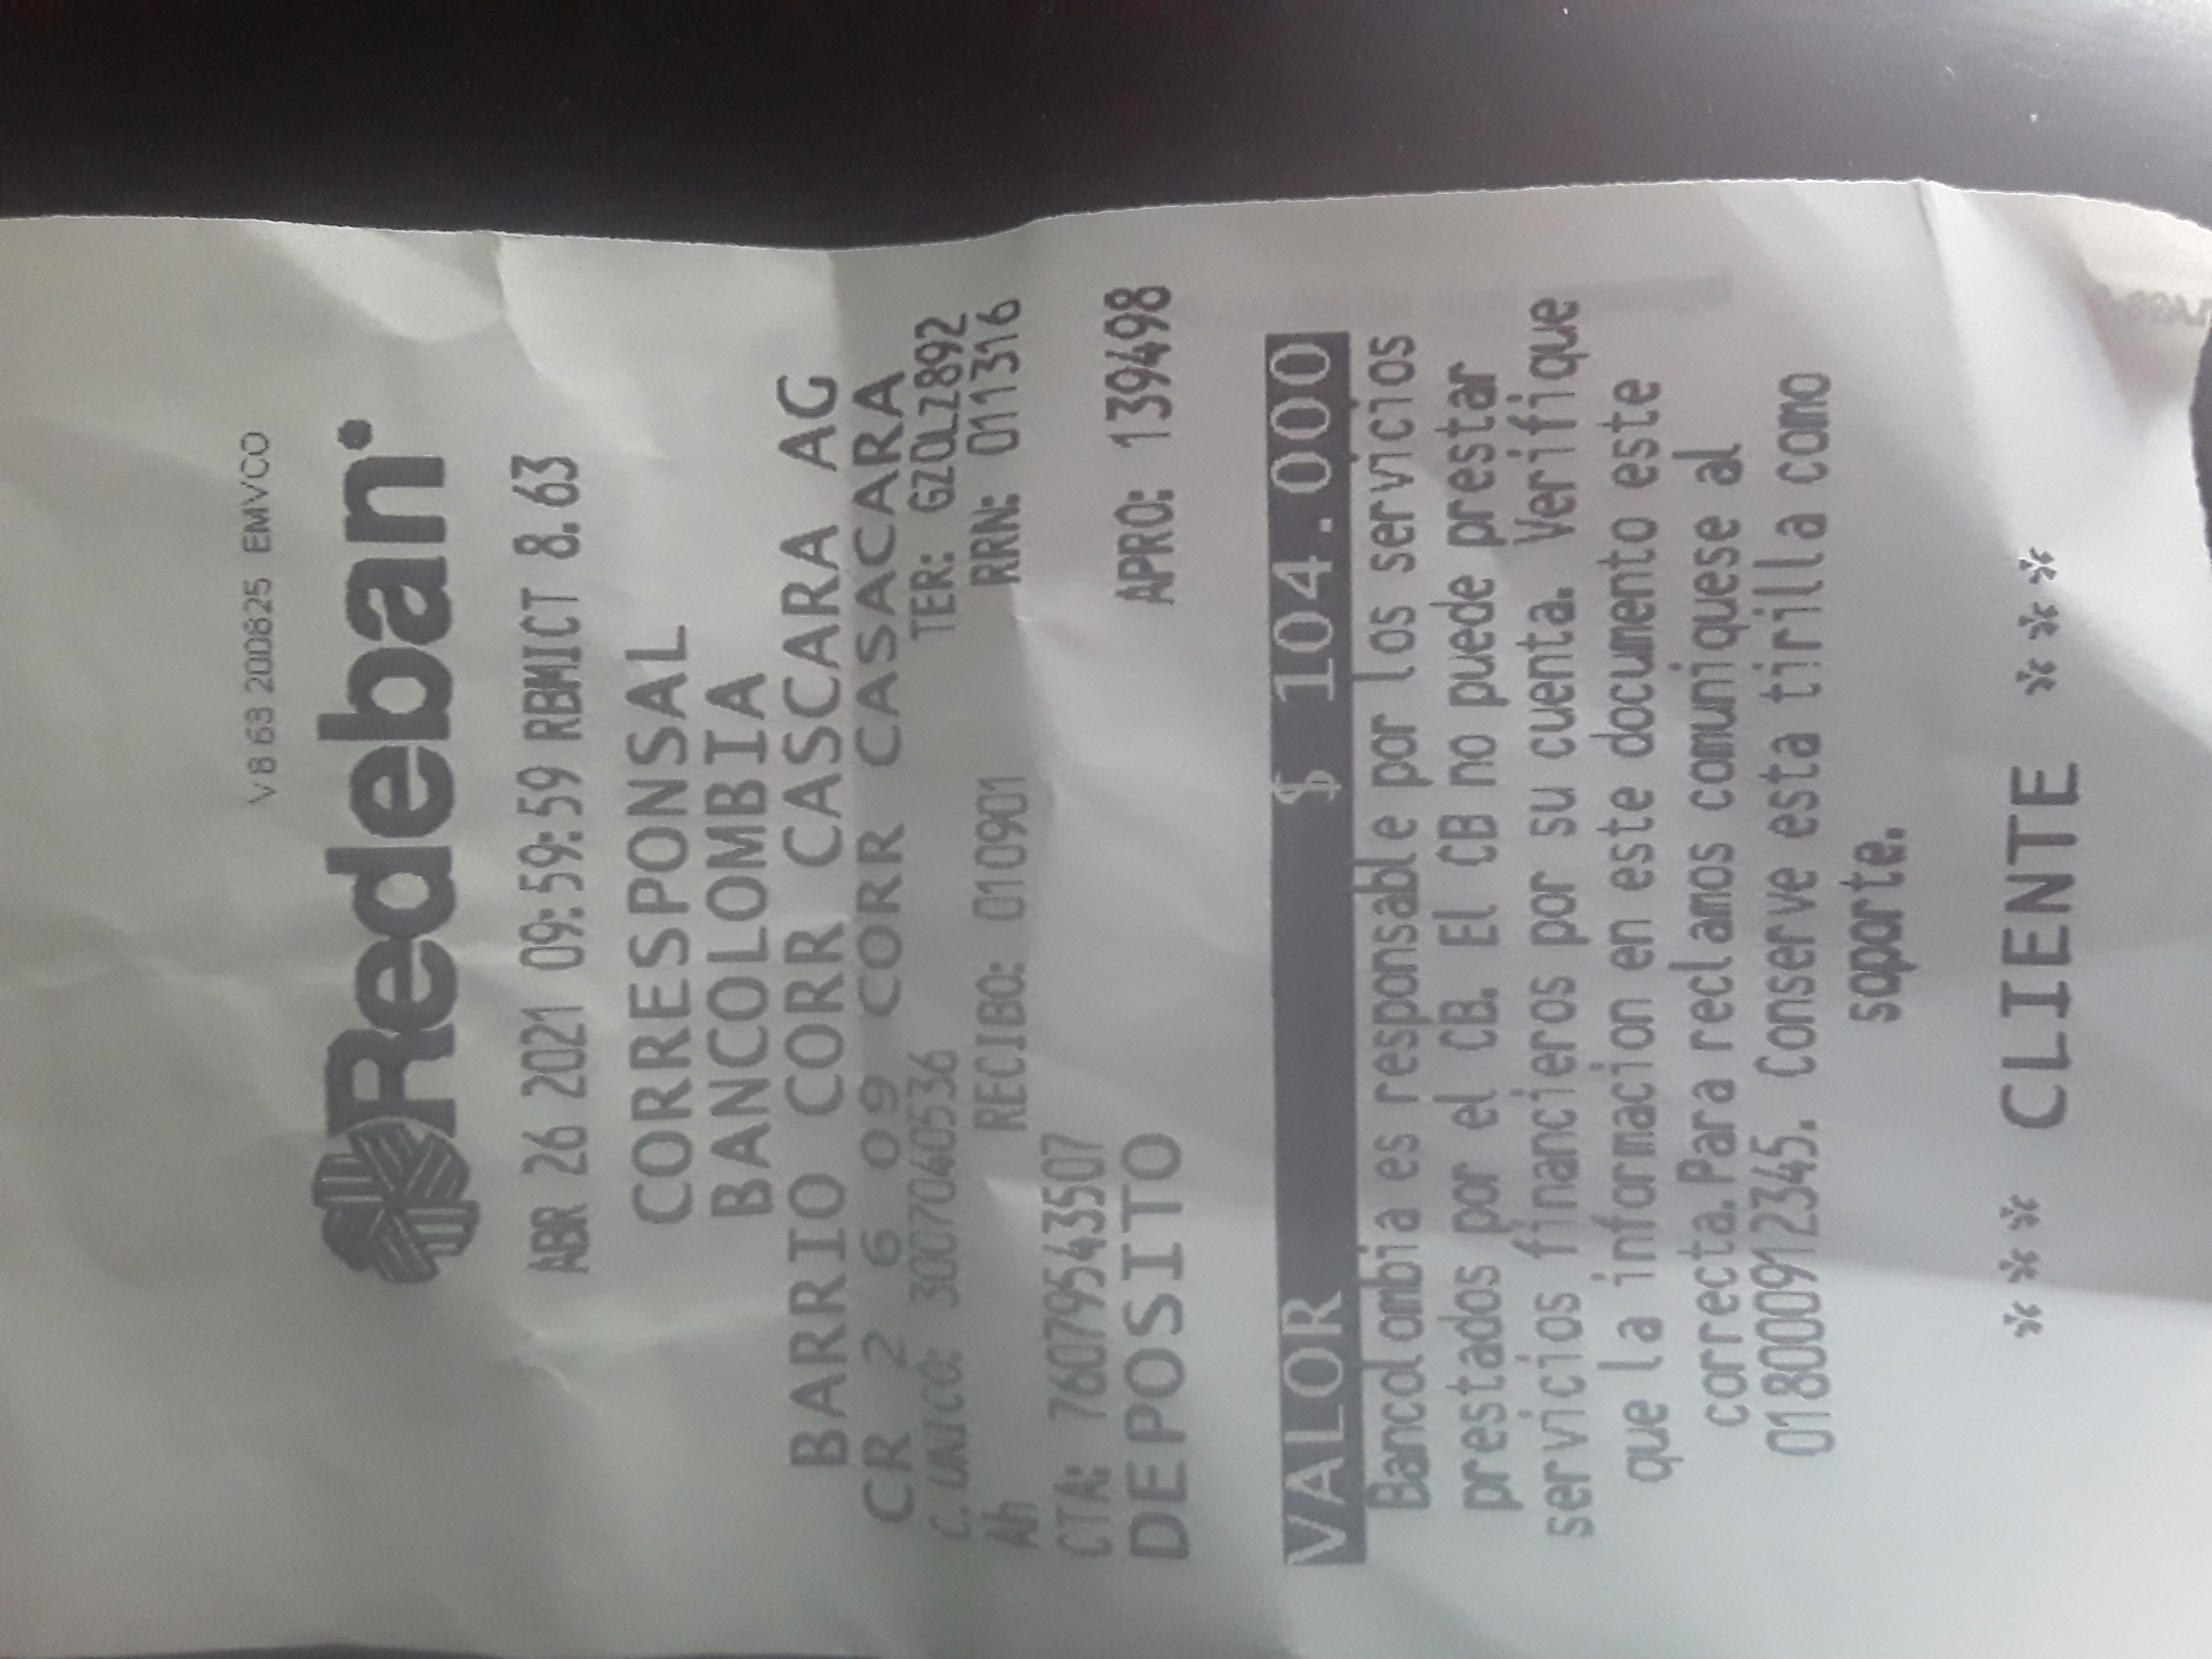 V8 63 200825 EMVCO
Redeban
ABR 26 2021 09:59:59 RBMICT 8.63
CORRESPONSAL
BANCOLOMBIA
BARRIO CORR CASCARA AG
CR 2 6 09 CORR CASACARA
C. UNICO: 3007040536 TER: GZOLZ892
Ah RECIBO: 010901 RRN: 011316
CTA: 76079543507
DEPOSITO APRO: 139498
VALOR $ 104.000
Bancolombia es responsable por los servicios
prestados por el CB. El CB no puede prestar
servicios financieros por su cuenta. Verifique
que la informacion en este documento este
correcta.Para reclamos comuniquese al
018000912345. Conserve esta tirilla como
soporte.
*** CLIENTE ***